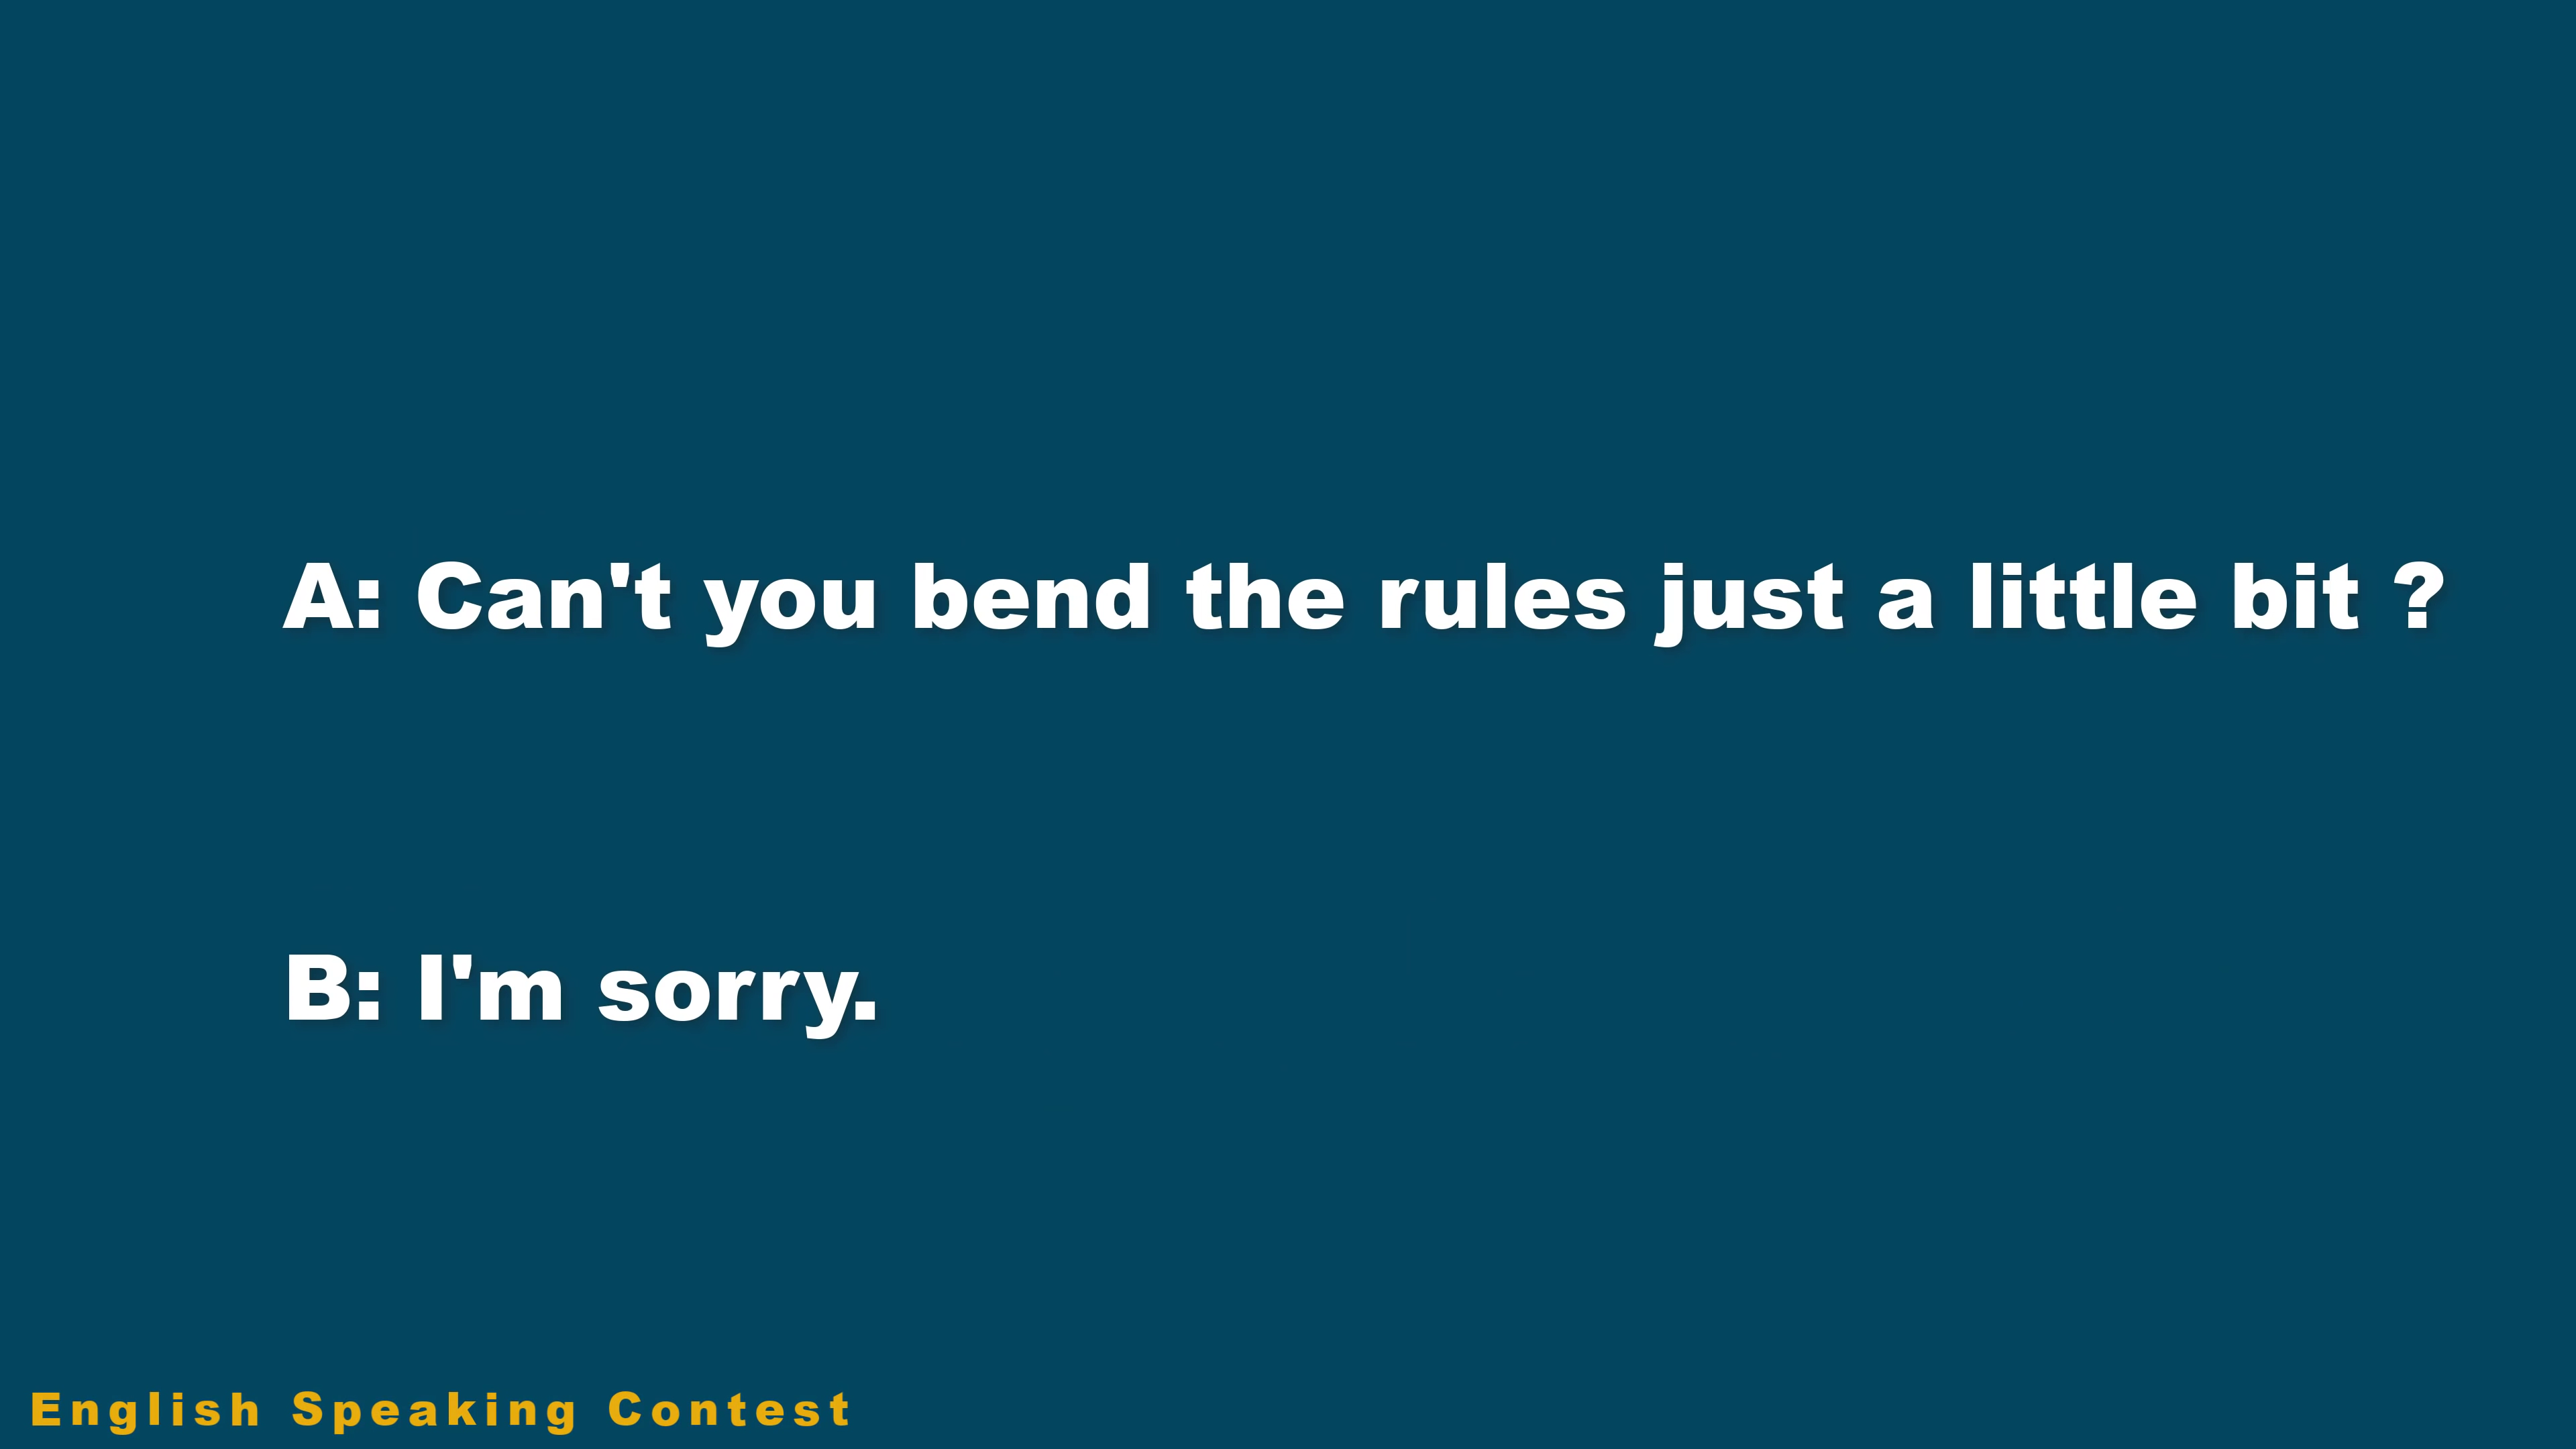 A: Can't you bend the rules just a little bit ?
B: I'm sorry.
English Speaking Contest